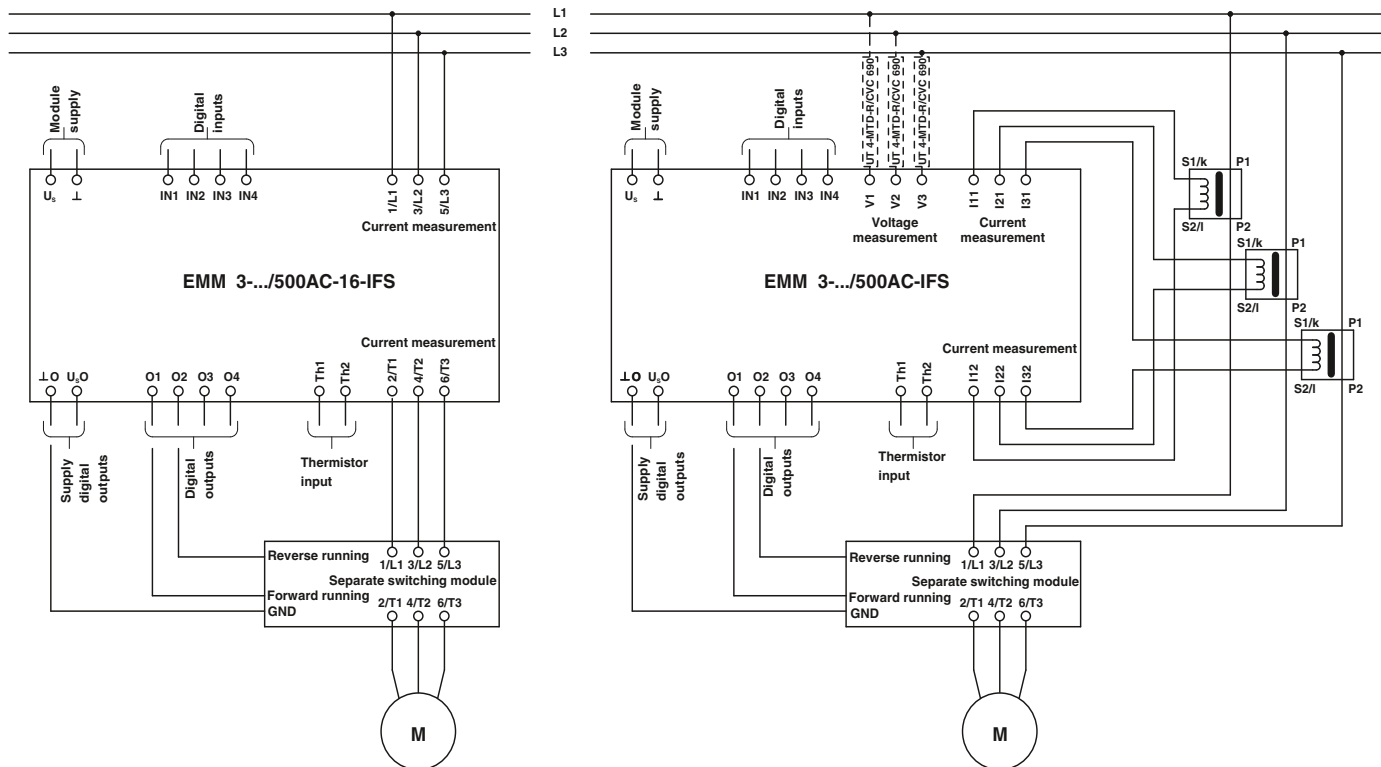 L1
L2
L3
Module supply
Digital inputs
Us
⊥
IN1
IN2
IN3
IN4
1/L1
3/L2
5/L3
Current measurement
EMM 3-.../500AC-16-IFS
Current measurement
⊥O
UsO
O1
O2
O3
O4
Th1
Th2
2/T1
4/T2
6/T3
Supply digital outputs
Digital outputs
Thermistor input
Reverse running
1/L1 3/L2 5/L3
Separate switching module
Forward running
2/T1 4/T2 6/T3
GND
M
Module supply
Digital inputs
UT 4-MTD-R/CVC 690
UT 4-MTD-R/CVC 690
UT 4-MTD-R/CVC 690
Us
⊥
IN1
IN2
IN3
IN4
V1
V2
V3
I11
I21
I31
Voltage measurement
Current measurement
EMM 3-.../500AC-IFS
S1/k
P1
S2/l
P2
S1/k
P1
S2/l
P2
S1/k
P1
S2/l
P2
Current measurement
⊥O
UsO
O1
O2
O3
O4
Th1
Th2
I12
I22
I32
Supply digital outputs
Digital outputs
Thermistor input
Reverse running
1/L1 3/L2 5/L3
Separate switching module
Forward running
2/T1 4/T2 6/T3
GND
M